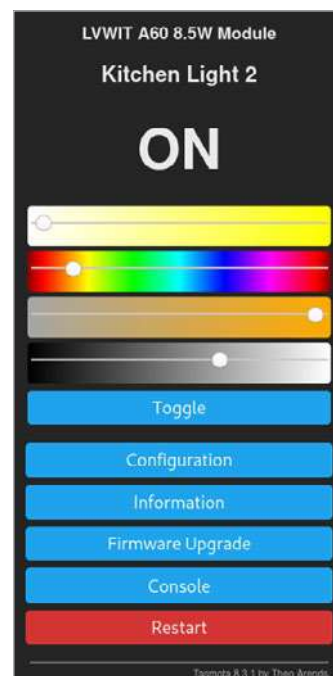 LVWIT A60 8.5W Module
Kitchen Light 2
ON
Toggle
Configuration
Information
Firmware Upgrade
Console
Restart
Tasmota 8.3.1 by Theo Arends